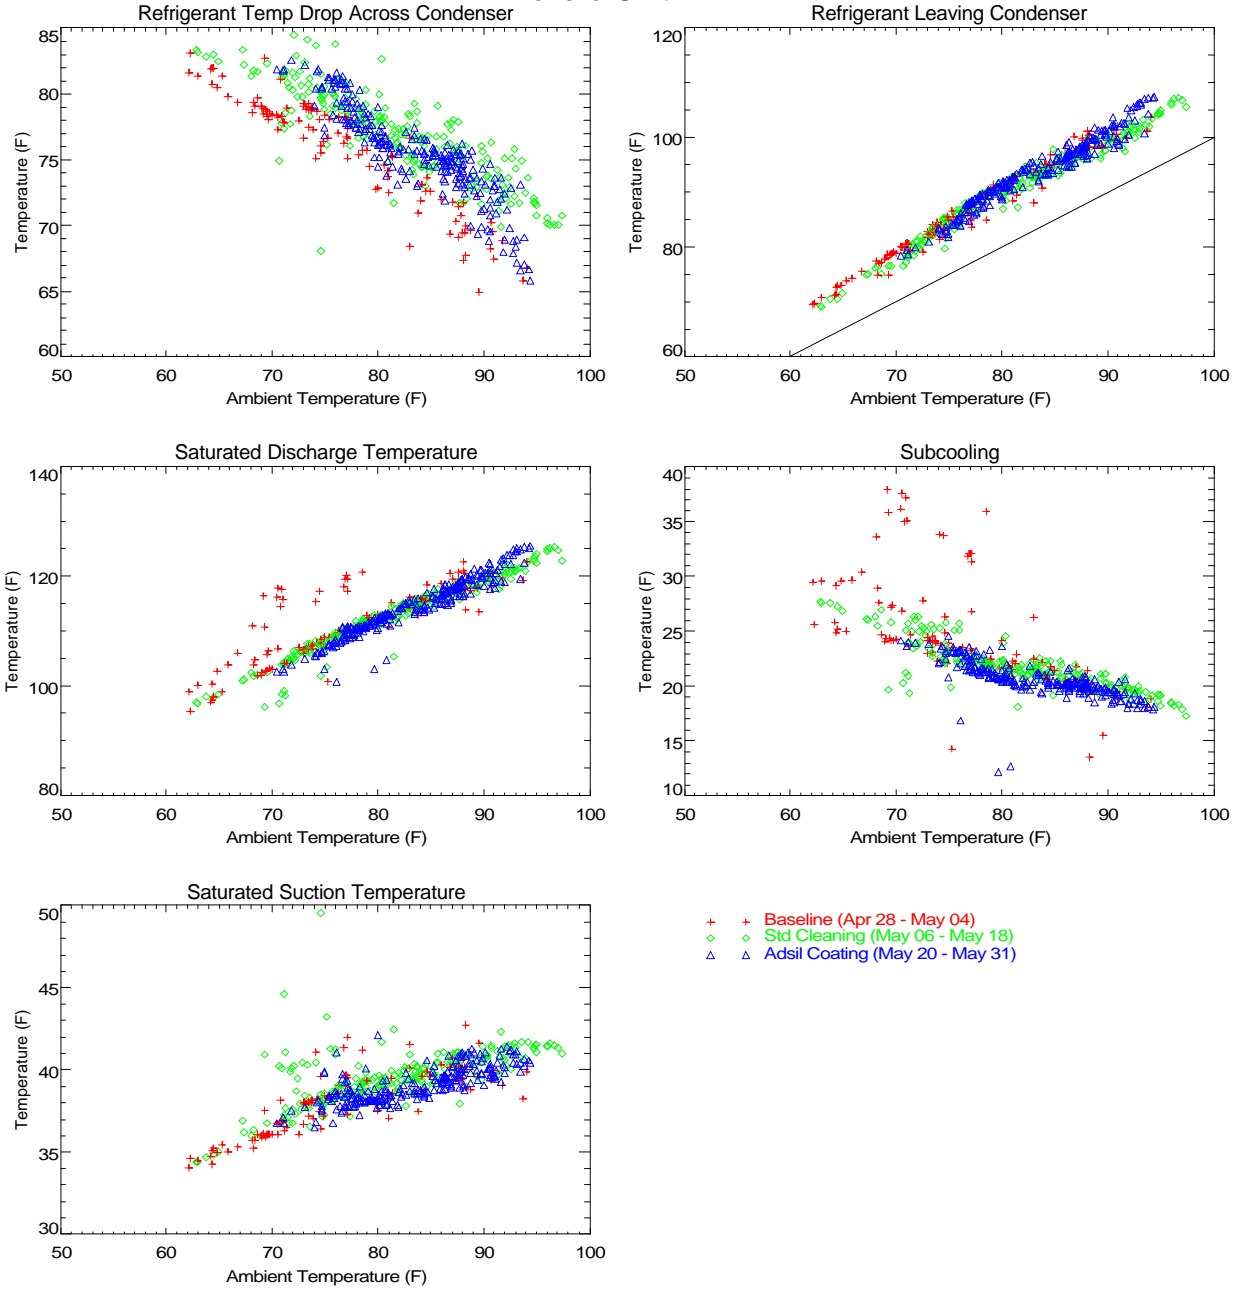 Refrigerant Temp Drop Across Condenser
85
80
75
70
65
60
Temperature (F)
50 60 70 80 90 100
Ambient Temperature (F)
Refrigerant Leaving Condenser
120
100
80
60
Temperature (F)
50 60 70 80 90 100
Ambient Temperature (F)
Saturated Discharge Temperature
140
120
100
80
Temperature (F)
50 60 70 80 90 100
Ambient Temperature (F)
Subcooling
40
35
30
25
20
15
10
Temperature (F)
50 60 70 80 90 100
Ambient Temperature (F)
Saturated Suction Temperature
50
45
40
35
30
Temperature (F)
50 60 70 80 90 100
Ambient Temperature (F)
Baseline (Apr 28 - May 04)
Std Cleaning (May 06 - May 18)
Adsil Coating (May 20 - May 31)